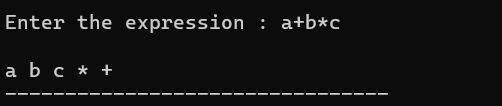 Enter the expression : a+b*c
a b c * +
--------------------------------